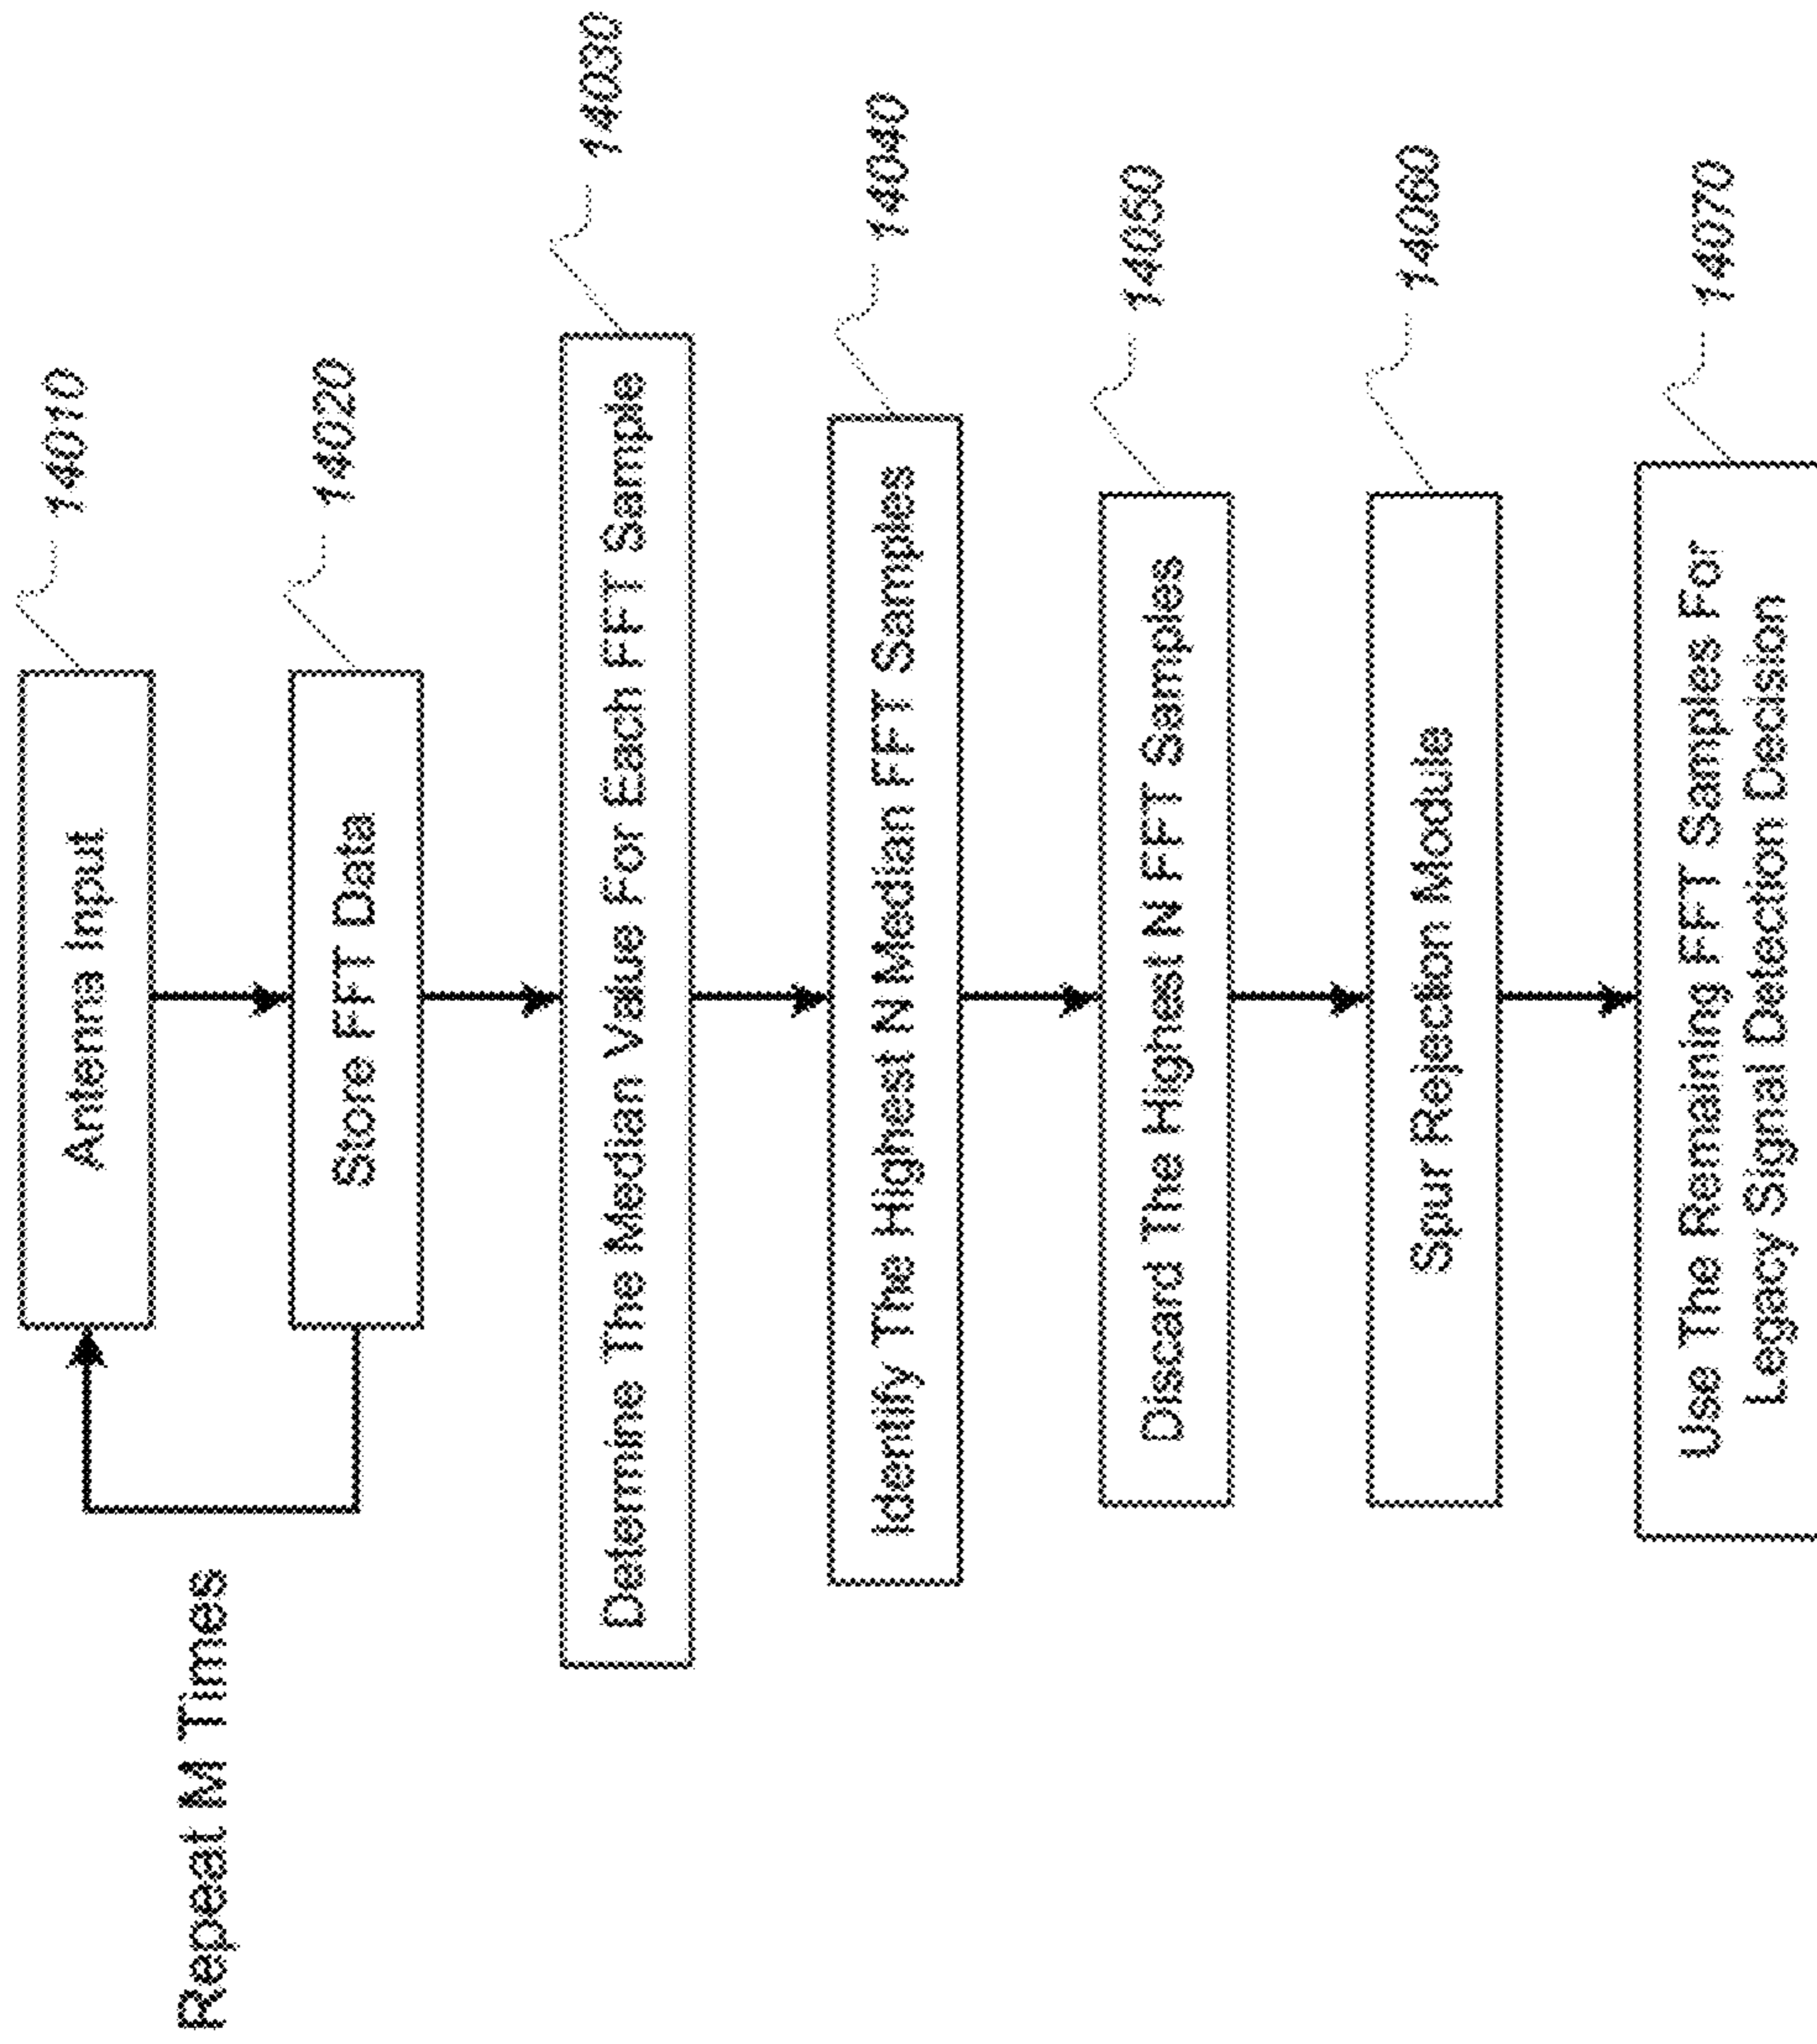 Repeat M Times
Antenna Input
14010
Store FFT Data
14020
Determine The Median Value For Each FFT Sample
14030
Identify The Highest N Median FFT Samples
14040
Discard The Highest N FFT Samples
14050
Spur Rejection Module
14060
Use The Remaining FFT Samples For
Legacy Signal Detection Decision
14070